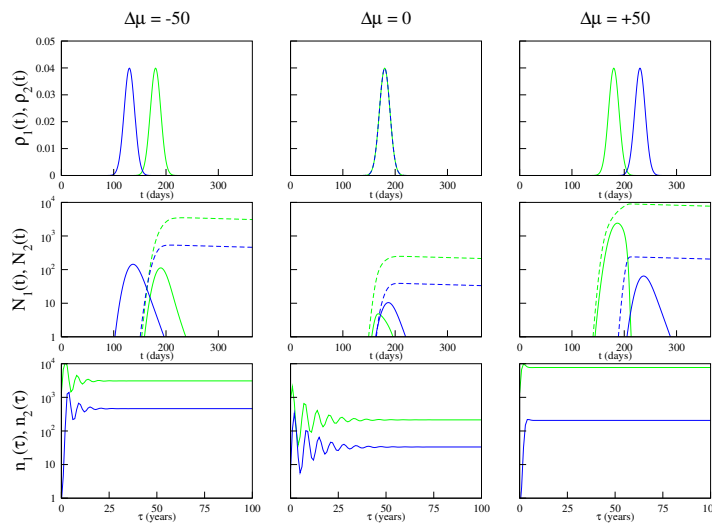 Δμ = -50 Δμ = 0 Δμ = +50
ρ₁(t), ρ₂(t)
0.05
0.04
0.03
0.02
0.01
0
0 100 200 300
t (days)
0 100 200 300
t (days)
0 100 200 300
t (days)
N₁(t), N₂(t)
10⁴
10³
10²
10
1
0 100 200 300
t (days)
0 100 200 300
t (days)
0 100 200 300
t (days)
n₁(τ), n₂(τ)
10⁴
10³
10²
10
1
0 25 50 75 100
τ (years)
0 25 50 75 100
τ (years)
0 25 50 75 100
τ (years)